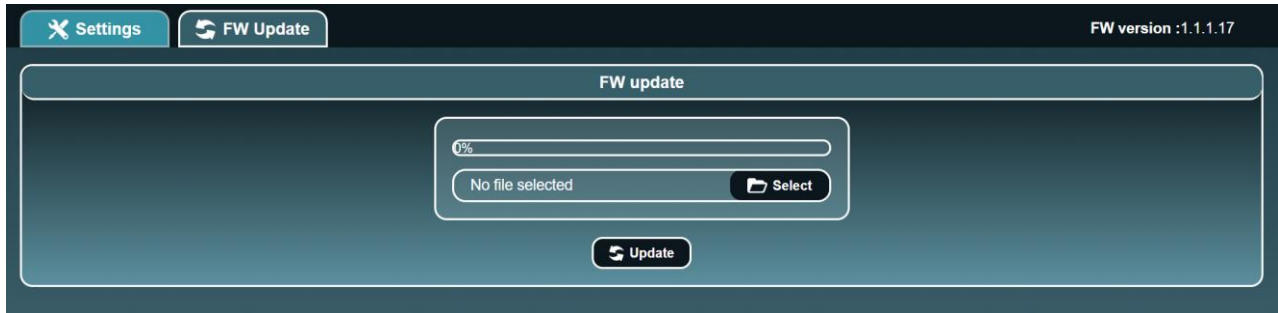 Settings
FW Update
FW version :1.1.1.17
FW update
0%
No file selected
Select
Update